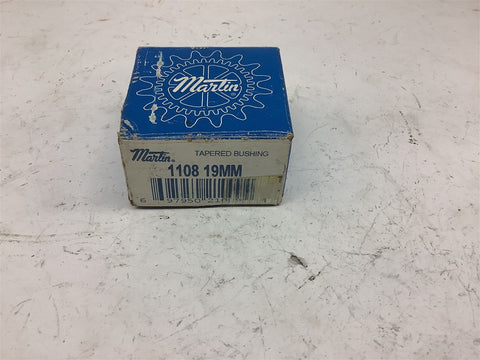 Martin
Martin TAPERED BUSHING
1108 19MM